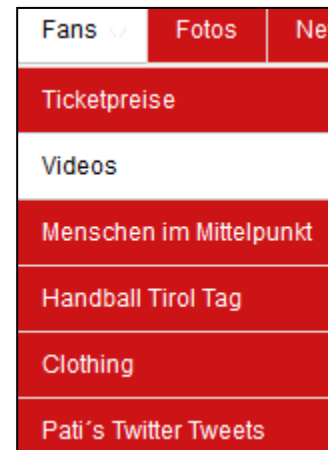 Fans Fotos Ne
Ticketpreise
Videos
Menschen im Mittelpunkt
Handball Tirol Tag
Clothing
Pati´s Twitter Tweets